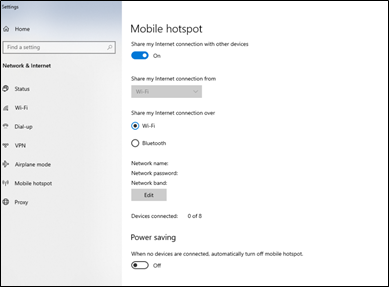 Settings
Home
Find a setting
Network & Internet
Status
Wi-Fi
Dial-up
VPN
Airplane mode
Mobile hotspot
Proxy
Mobile hotspot
Share my Internet connection with other devices
On
Share my Internet connection from
Wi-Fi
Share my Internet connection over
Wi-Fi
Bluetooth
Network name:
Network password:
Network band:
Edit
Devices connected: 0 of 8
Power saving
When no devices are connected, automatically turn off mobile hotspot.
Off